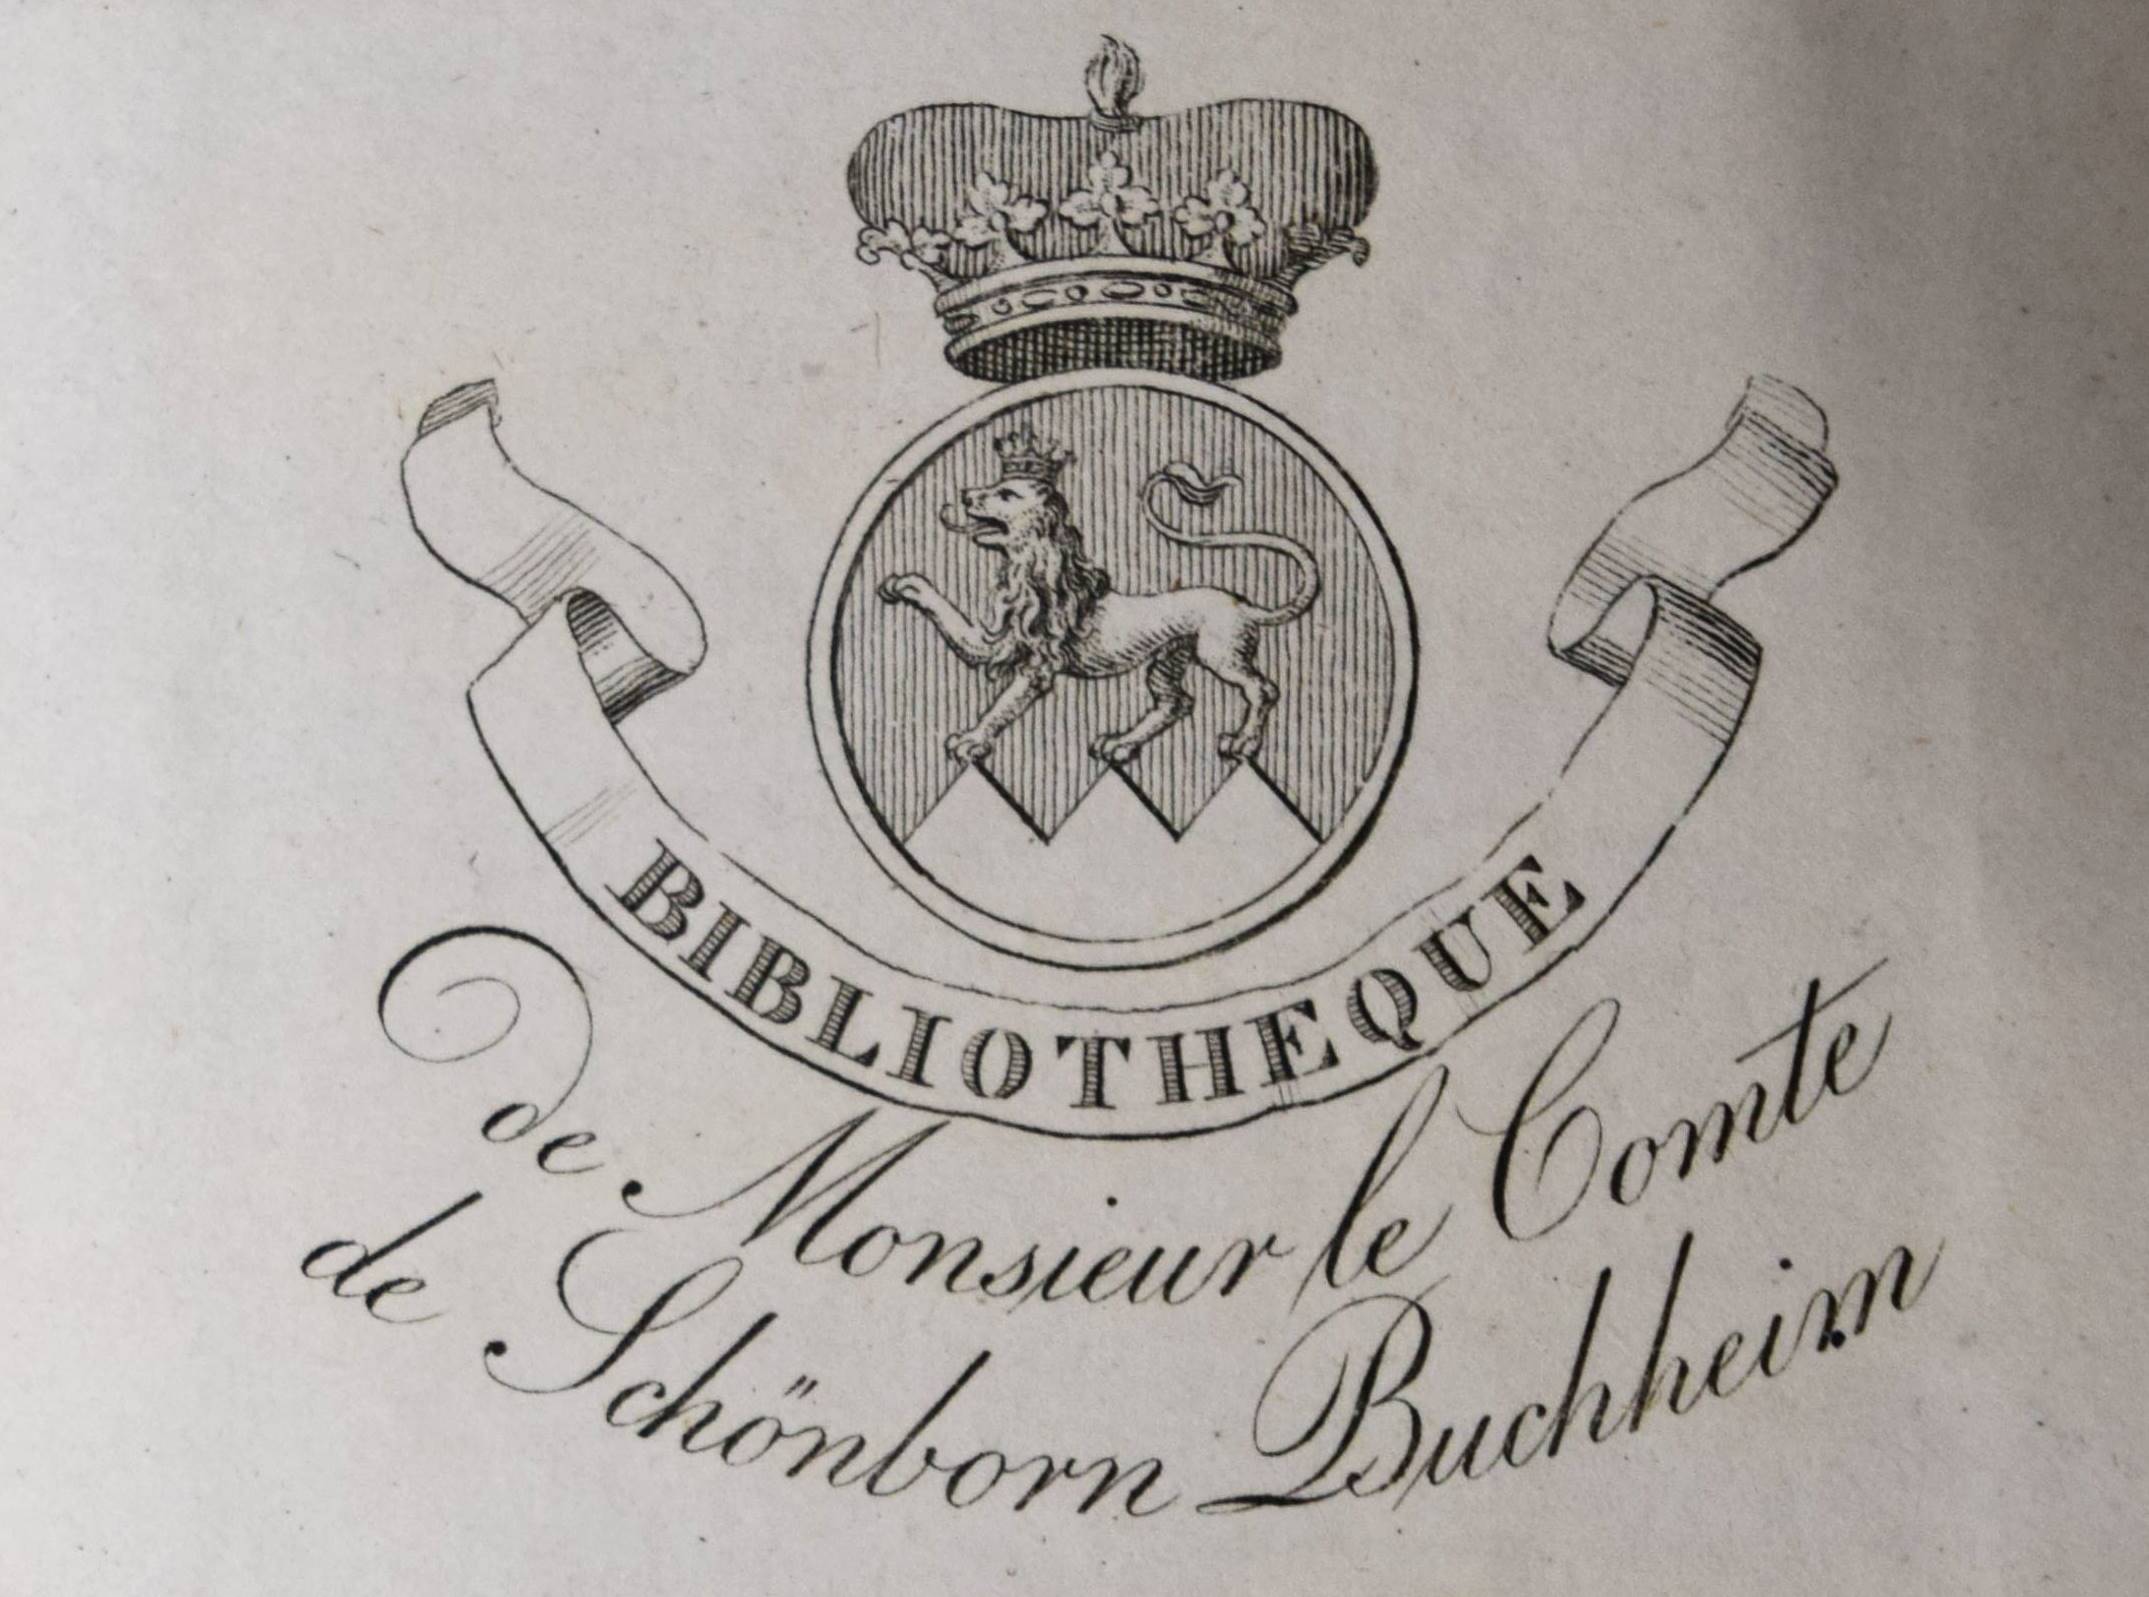 BIBLIOTHEQUE
de Monsieur le Comte
de Schönborn Buchheim